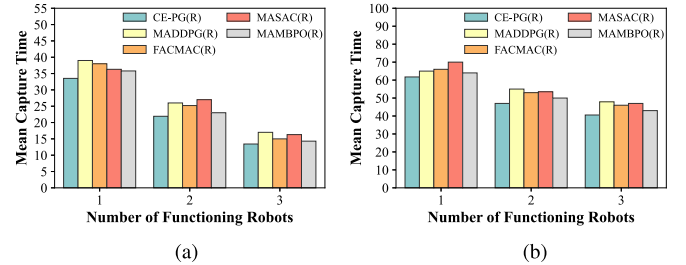 CE-PG(R)
MADDPG(R)
FACMAC(R)
MASAC(R)
MAMBPO(R)
Mean Capture Time
55
50
45
40
35
30
25
20
15
10
5
0
1 2 3
Number of Functioning Robots
(a)
CE-PG(R)
MADDPG(R)
FACMAC(R)
MASAC(R)
MAMBPO(R)
Mean Capture Time
100
90
80
70
60
50
40
30
20
10
0
1 2 3
Number of Functioning Robots
(b)